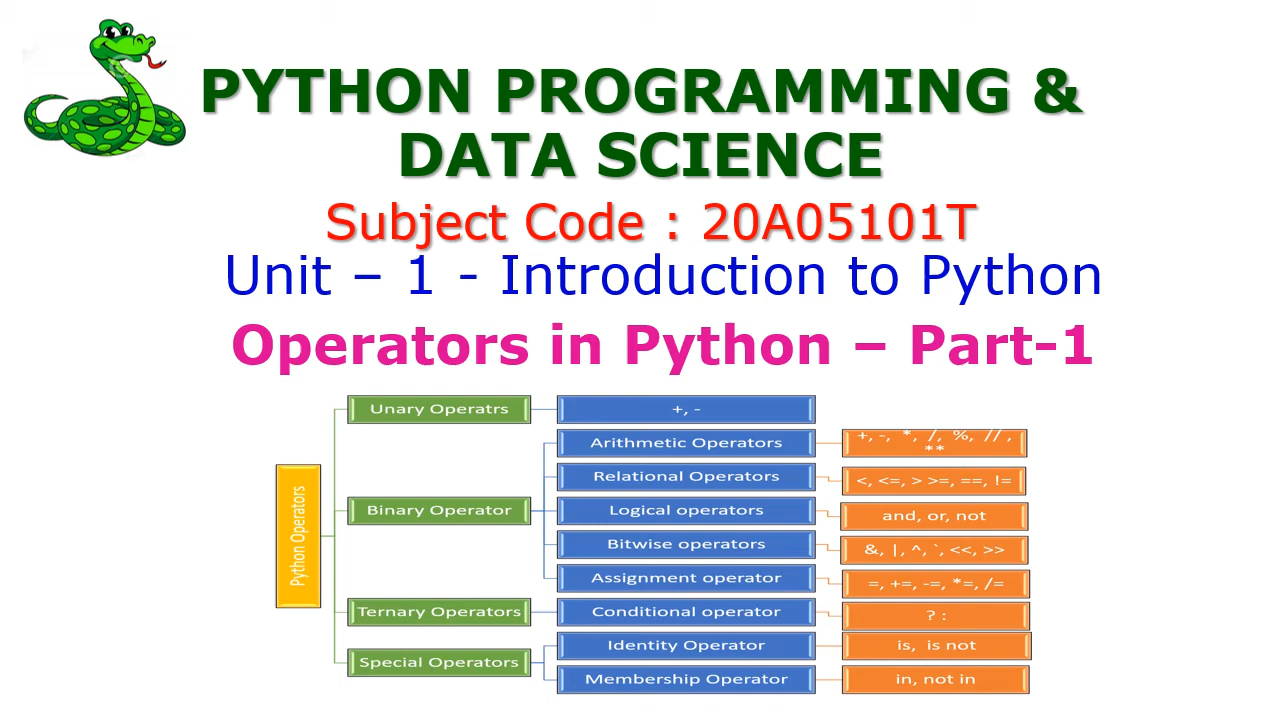 PYTHON PROGRAMMING &
DATA SCIENCE
Subject Code : 20A05101T
Unit – 1 - Introduction to Python
Operators in Python – Part-1
Python Operators
Unary Operatrs
+, -
Binary Operator
Arithmetic Operators
+, -, *, /, %, // ,
**
Relational Operators
<, <=, > >=, ==, !=
Logical operators
and, or, not
Bitwise operators
&, |, ^, `, <<, >>
Assignment operator
=, +=, -=, *=, /=
Ternary Operators
Conditional operator
? :
Special Operators
Identity Operator
is, is not
Membership Operator
in, not in